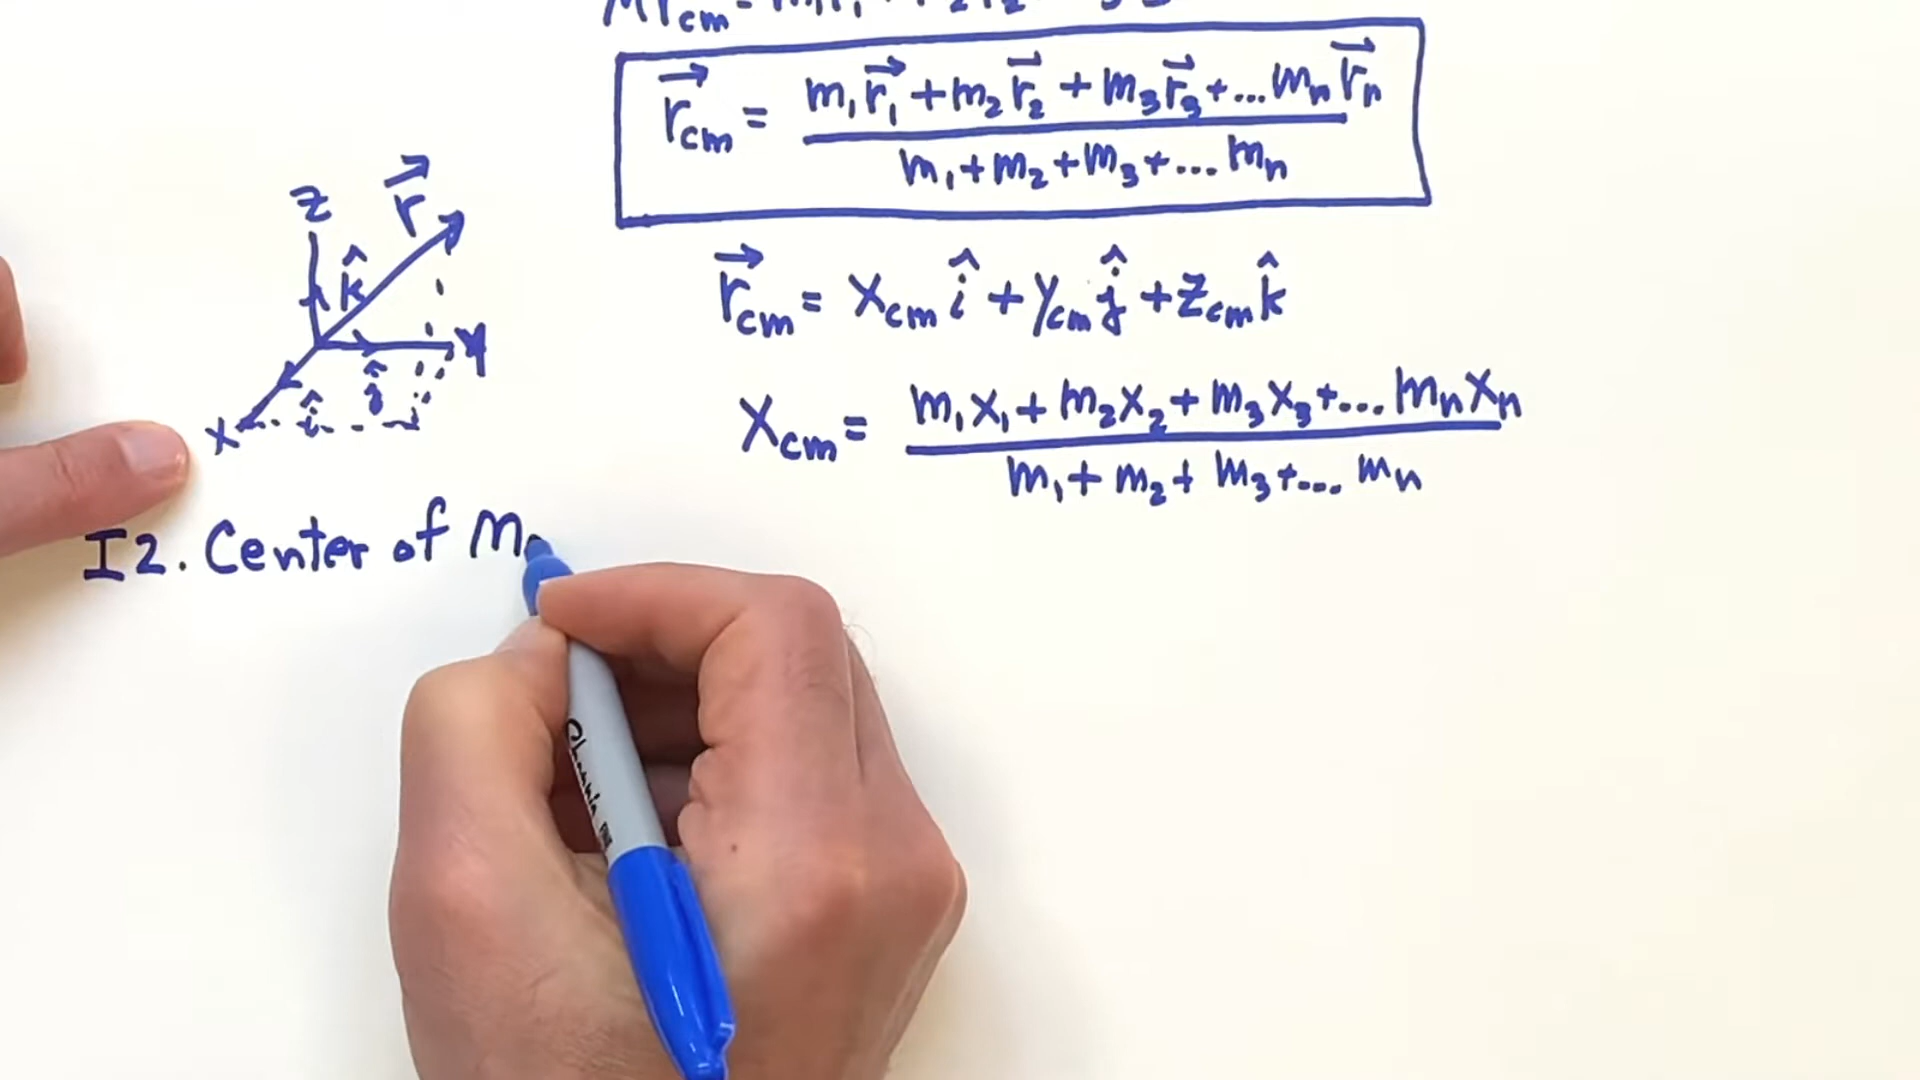 r⃗cm = m₁r⃗₁ + m₂r⃗₂ + m₃r⃗₃ + ... mₙr⃗ₙ
m₁ + m₂ + m₃ + ... mₙ
z r⃗
k̂
r⃗cm = xcm î + ycm ĵ + zcm k̂
y
ĵ
x î
xcm = m₁x₁ + m₂x₂ + m₃x₃ + ... mₙxₙ
m₁ + m₂ + m₃ + ... mₙ
I2. Center of M
Sharpie